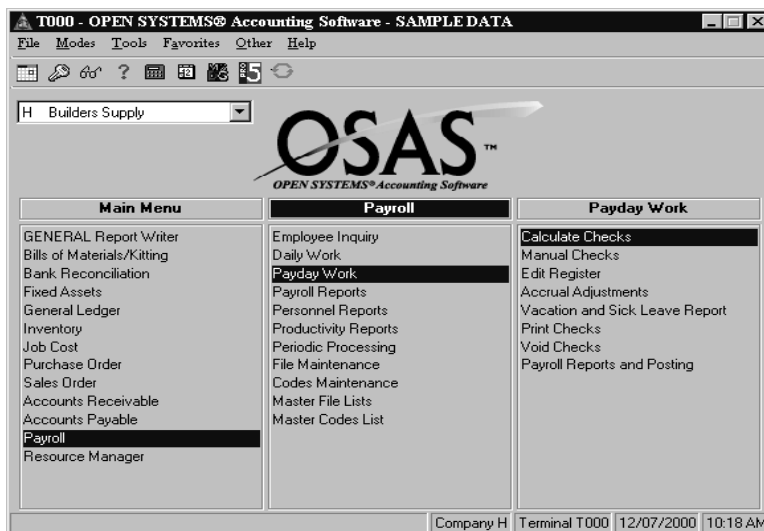 T000 - OPEN SYSTEMS® Accounting Software - SAMPLE DATA
File Modes Tools Favorites Other Help
H Builders Supply
OSAS™
OPEN SYSTEMS® Accounting Software
Main Menu
GENERAL Report Writer
Bills of Materials/Kitting
Bank Reconciliation
Fixed Assets
General Ledger
Inventory
Job Cost
Purchase Order
Sales Order
Accounts Receivable
Accounts Payable
Payroll
Resource Manager
Payroll
Employee Inquiry
Daily Work
Payday Work
Payroll Reports
Personnel Reports
Productivity Reports
Periodic Processing
File Maintenance
Codes Maintenance
Master File Lists
Master Codes List
Payday Work
Calculate Checks
Manual Checks
Edit Register
Accrual Adjustments
Vacation and Sick Leave Report
Print Checks
Void Checks
Payroll Reports and Posting
Company H Terminal T000 12/07/2000 10:18 AM